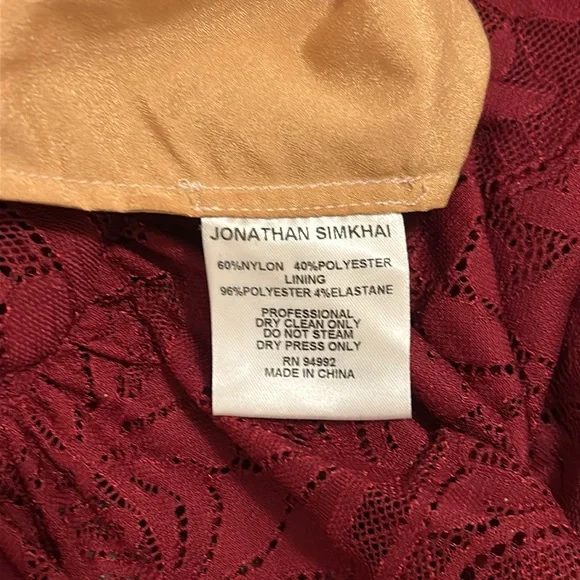 JONATHAN SIMKHAI
60%NYLON 40%POLYESTER
LINING
96%POLYESTER 4%ELASTANE
PROFESSIONAL
DRY CLEAN ONLY
DO NOT STEAM
DRY PRESS ONLY
RN 94992
MADE IN CHINA